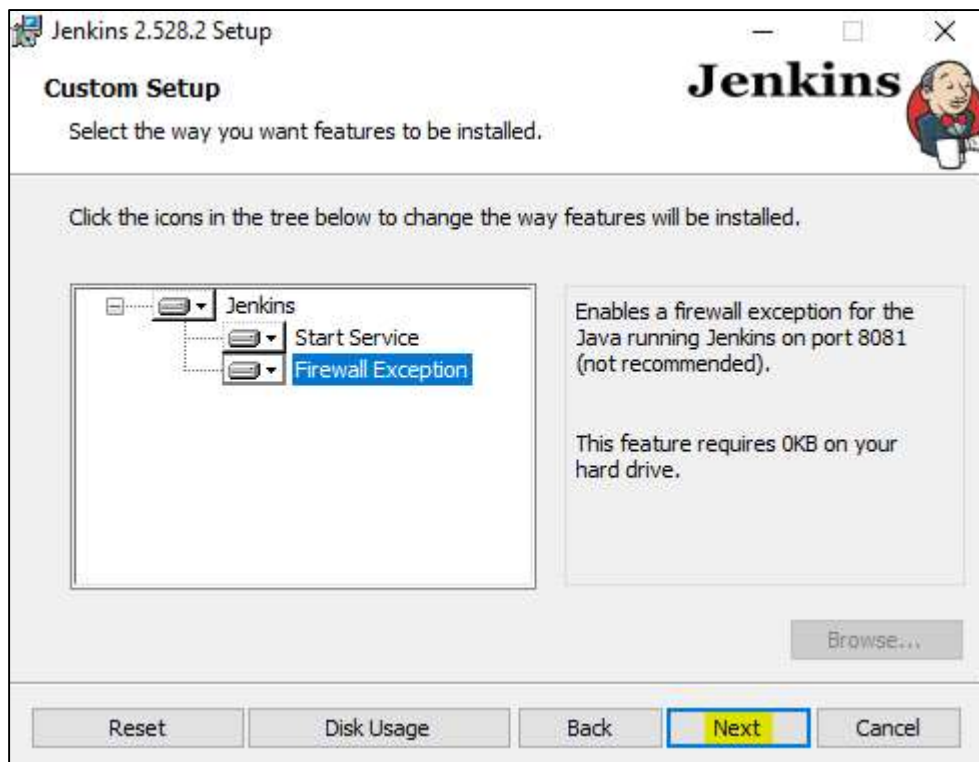 Jenkins 2.528.2 Setup
Custom Setup
Jenkins
Select the way you want features to be installed.
Click the icons in the tree below to change the way features will be installed.
Jenkins
Start Service
Firewall Exception
Enables a firewall exception for the
Java running Jenkins on port 8081
(not recommended).
This feature requires 0KB on your
hard drive.
Browse...
Reset
Disk Usage
Back
Next
Cancel